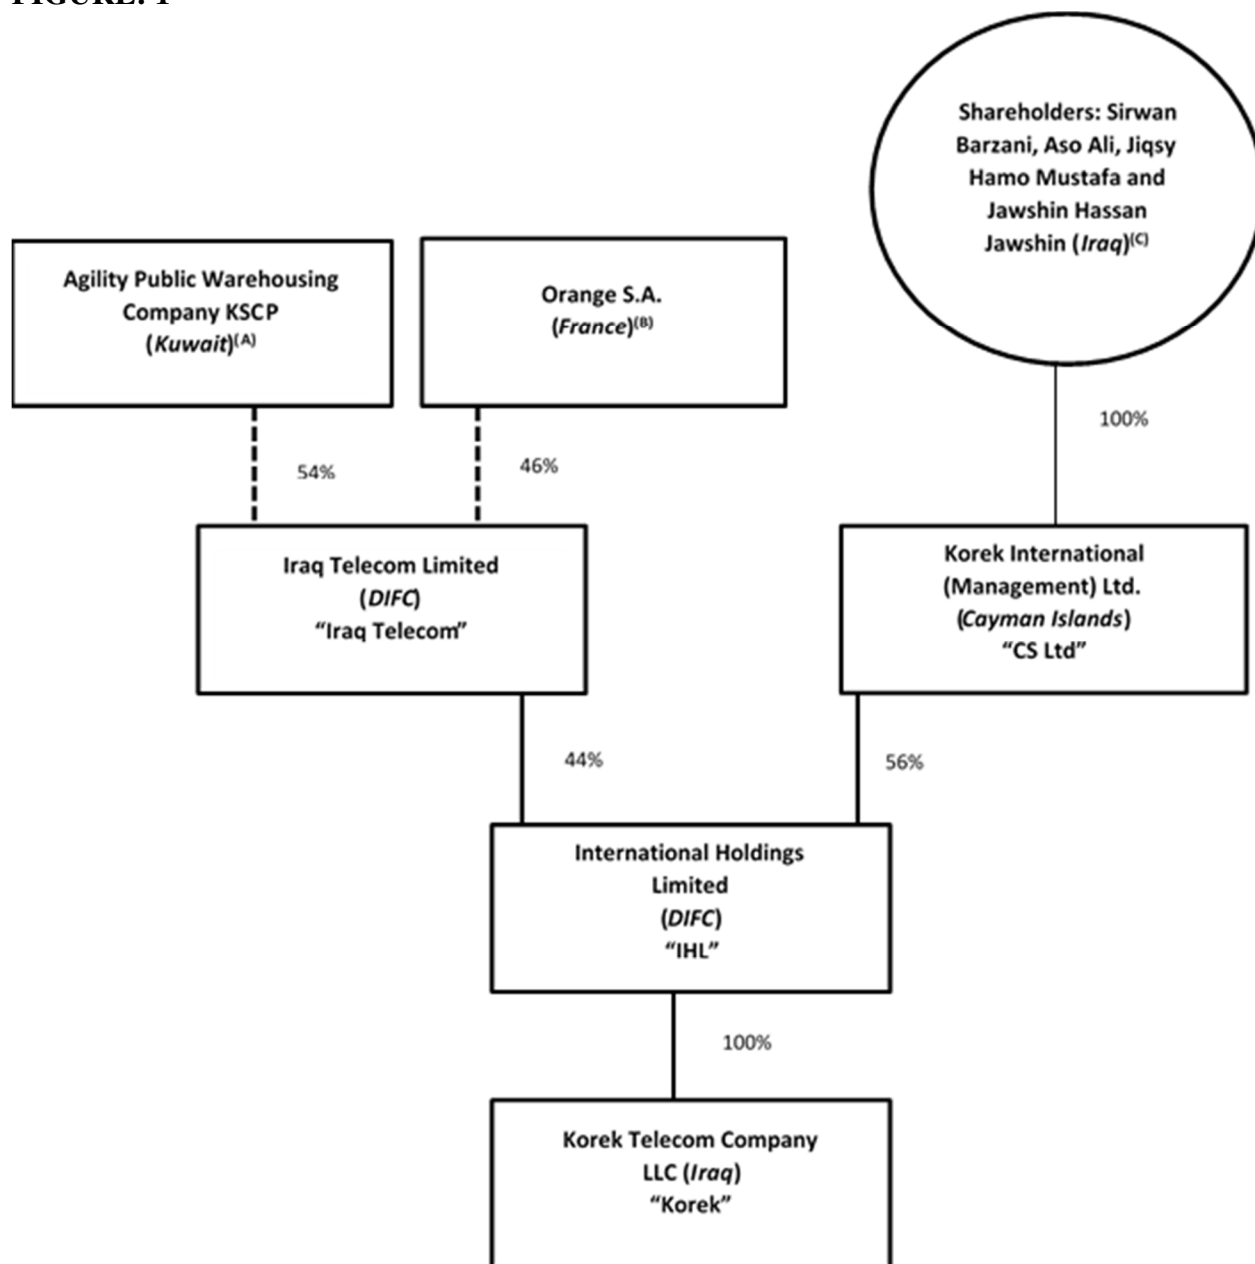 FIGURE: 1
Shareholders: Sirwan
Barzani, Aso Ali, Jiqsy
Hamo Mustafa and
Jawshin Hassan
Jawshin (Iraq)(C)
Agility Public Warehousing
Company KSCP
(Kuwait)(A)
Orange S.A.
(France)(B)
100%
54%
46%
Iraq Telecom Limited
(DIFC)
“Iraq Telecom”
Korek International
(Management) Ltd.
(Cayman Islands)
“CS Ltd”
44%
56%
International Holdings
Limited
(DIFC)
“IHL”
100%
Korek Telecom Company
LLC (Iraq)
“Korek”